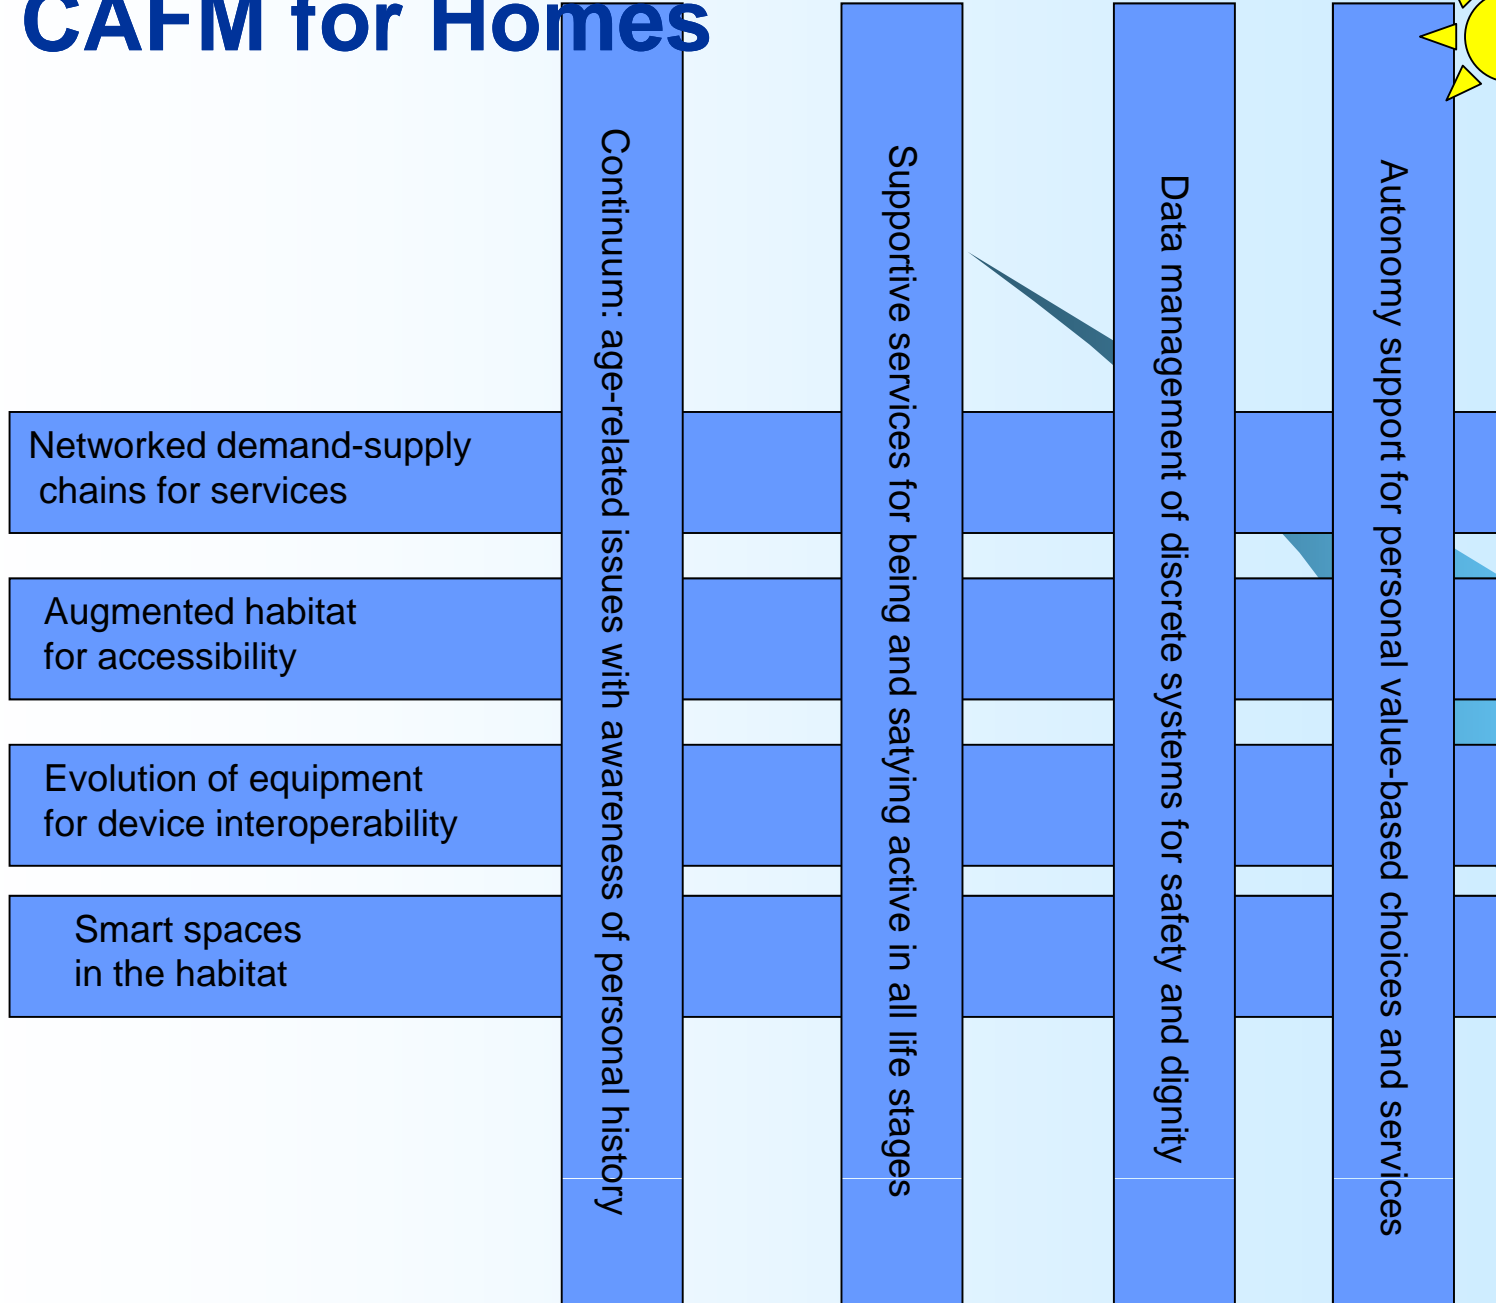 CAFM for Homes
Continuum: age-related issues with awareness of personal history
Supportive services for being and satying active in all life stages
Data management of discrete systems for safety and dignity
Autonomy support for personal value-based choices and services
Networked demand-supply
chains for services
Augmented habitat
for accessibility
Evolution of equipment
for device interoperability
Smart spaces
in the habitat